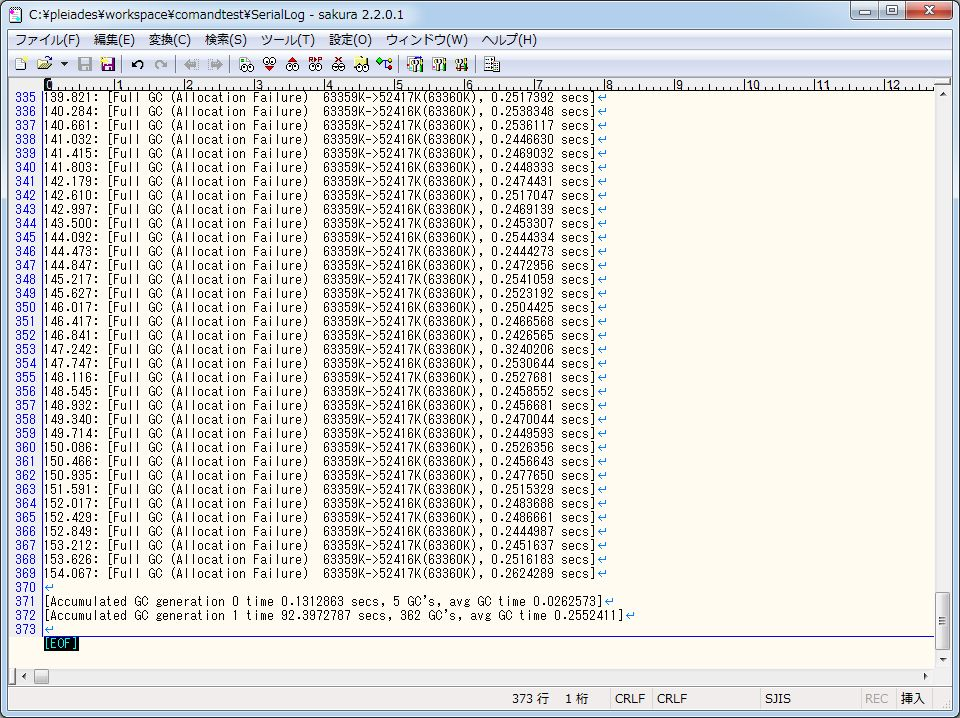 C:¥pleiades¥workspace¥comandtest¥SerialLog - sakura 2.2.0.1
ファイル(F) 編集(E) 変換(C) 検索(S) ツール(T) 設定(O) ウィンドウ(W) ヘルプ(H)
0 1 2 3 4 5 6 7 8 9 10 11 12
335 139.821: [Full GC (Allocation Failure)  63359K->52417K(63360K), 0.2517392 secs]↵
336 140.284: [Full GC (Allocation Failure)  63359K->52416K(63360K), 0.2538348 secs]↵
337 140.661: [Full GC (Allocation Failure)  63359K->52417K(63360K), 0.2536117 secs]↵
338 141.032: [Full GC (Allocation Failure)  63359K->52416K(63360K), 0.2446630 secs]↵
339 141.415: [Full GC (Allocation Failure)  63359K->52416K(63360K), 0.2469032 secs]↵
340 141.803: [Full GC (Allocation Failure)  63359K->52416K(63360K), 0.2448333 secs]↵
341 142.179: [Full GC (Allocation Failure)  63359K->52417K(63360K), 0.2474431 secs]↵
342 142.610: [Full GC (Allocation Failure)  63359K->52416K(63360K), 0.2517047 secs]↵
343 142.997: [Full GC (Allocation Failure)  63359K->52417K(63360K), 0.2469139 secs]↵
344 143.500: [Full GC (Allocation Failure)  63359K->52416K(63360K), 0.2453307 secs]↵
345 144.092: [Full GC (Allocation Failure)  63359K->52417K(63360K), 0.2544334 secs]↵
346 144.473: [Full GC (Allocation Failure)  63359K->52416K(63360K), 0.2444273 secs]↵
347 144.847: [Full GC (Allocation Failure)  63359K->52417K(63360K), 0.2472956 secs]↵
348 145.217: [Full GC (Allocation Failure)  63359K->52416K(63360K), 0.2541059 secs]↵
349 145.627: [Full GC (Allocation Failure)  63359K->52417K(63360K), 0.2523192 secs]↵
350 146.017: [Full GC (Allocation Failure)  63359K->52416K(63360K), 0.2504425 secs]↵
351 146.417: [Full GC (Allocation Failure)  63359K->52417K(63360K), 0.2466568 secs]↵
352 146.841: [Full GC (Allocation Failure)  63359K->52416K(63360K), 0.2426565 secs]↵
353 147.242: [Full GC (Allocation Failure)  63359K->52417K(63360K), 0.3240206 secs]↵
354 147.747: [Full GC (Allocation Failure)  63359K->52416K(63360K), 0.2530644 secs]↵
355 148.116: [Full GC (Allocation Failure)  63359K->52417K(63360K), 0.2527681 secs]↵
356 148.545: [Full GC (Allocation Failure)  63359K->52416K(63360K), 0.2458552 secs]↵
357 148.932: [Full GC (Allocation Failure)  63359K->52416K(63360K), 0.2456681 secs]↵
358 149.340: [Full GC (Allocation Failure)  63359K->52416K(63360K), 0.2470044 secs]↵
359 149.714: [Full GC (Allocation Failure)  63359K->52417K(63360K), 0.2449593 secs]↵
360 150.086: [Full GC (Allocation Failure)  63359K->52416K(63360K), 0.2526356 secs]↵
361 150.466: [Full GC (Allocation Failure)  63359K->52417K(63360K), 0.2456643 secs]↵
362 150.935: [Full GC (Allocation Failure)  63359K->52416K(63360K), 0.2477650 secs]↵
363 151.591: [Full GC (Allocation Failure)  63359K->52417K(63360K), 0.2515329 secs]↵
364 152.017: [Full GC (Allocation Failure)  63359K->52416K(63360K), 0.2483688 secs]↵
365 152.429: [Full GC (Allocation Failure)  63359K->52417K(63360K), 0.2486661 secs]↵
366 152.849: [Full GC (Allocation Failure)  63359K->52416K(63360K), 0.2444987 secs]↵
367 153.212: [Full GC (Allocation Failure)  63359K->52417K(63360K), 0.2451637 secs]↵
368 153.626: [Full GC (Allocation Failure)  63359K->52416K(63360K), 0.2516183 secs]↵
369 154.067: [Full GC (Allocation Failure)  63359K->52417K(63360K), 0.2624289 secs]↵
370 ↵
371 [Accumulated GC generation 0 time 0.1312863 secs, 5 GC's, avg GC time 0.0262573]↵
372 [Accumulated GC generation 1 time 92.3972787 secs, 362 GC's, avg GC time 0.2552411]↵
373 ↵
[EOF]
373 行 1 桁 CRLF CRLF SJIS REC 挿入